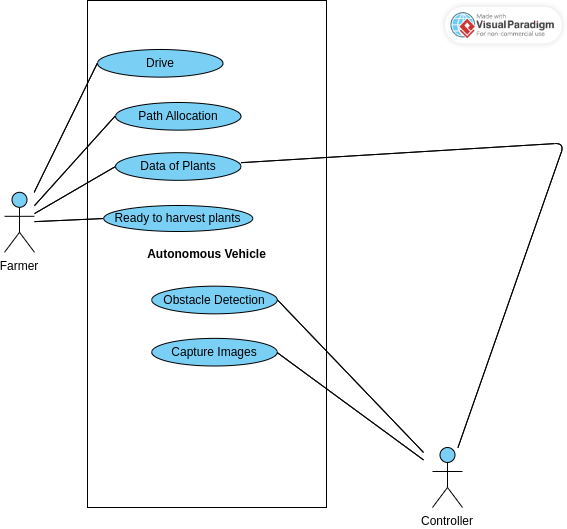 Made with
Visual Paradigm
For non-commercial use
Drive
Path Allocation
Data of Plants
Ready to harvest plants
Farmer
Autonomous Vehicle
Obstacle Detection
Capture Images
Controller